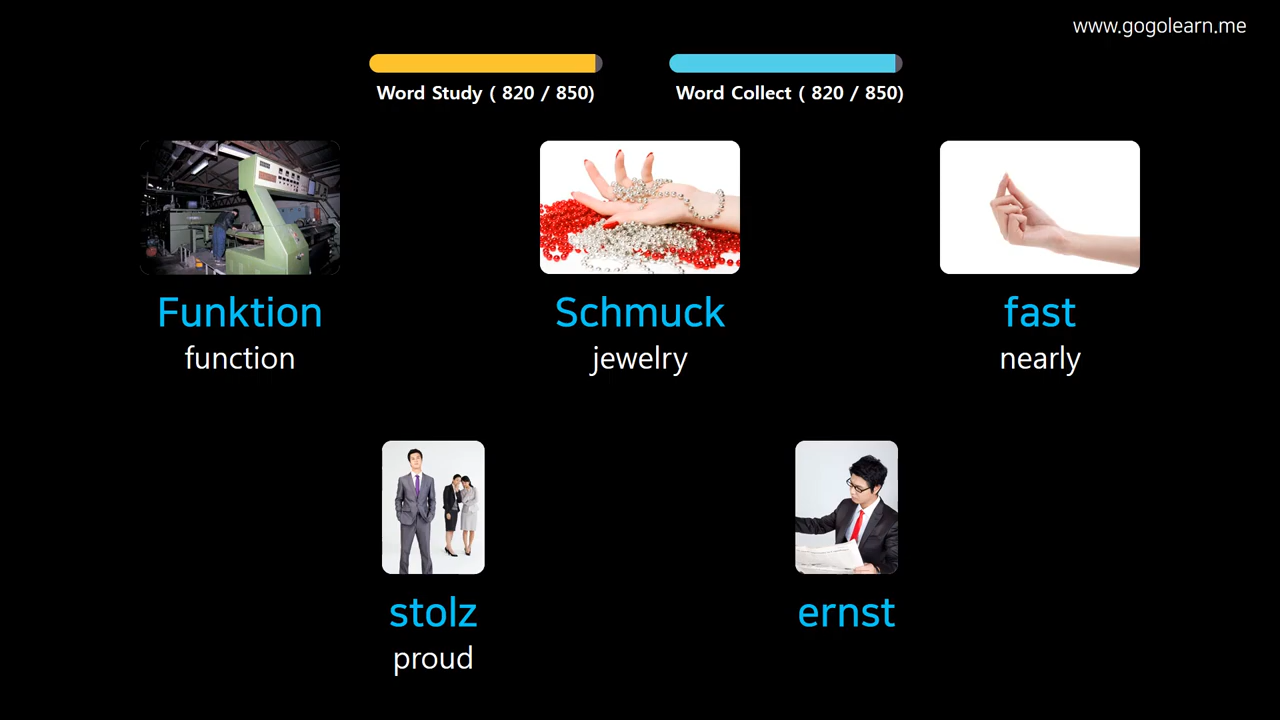 www.gogolearn.me
Word Study ( 820 / 850)
Word Collect ( 820 / 850)
Funktion
function
Schmuck
jewelry
fast
nearly
stolz
proud
ernst